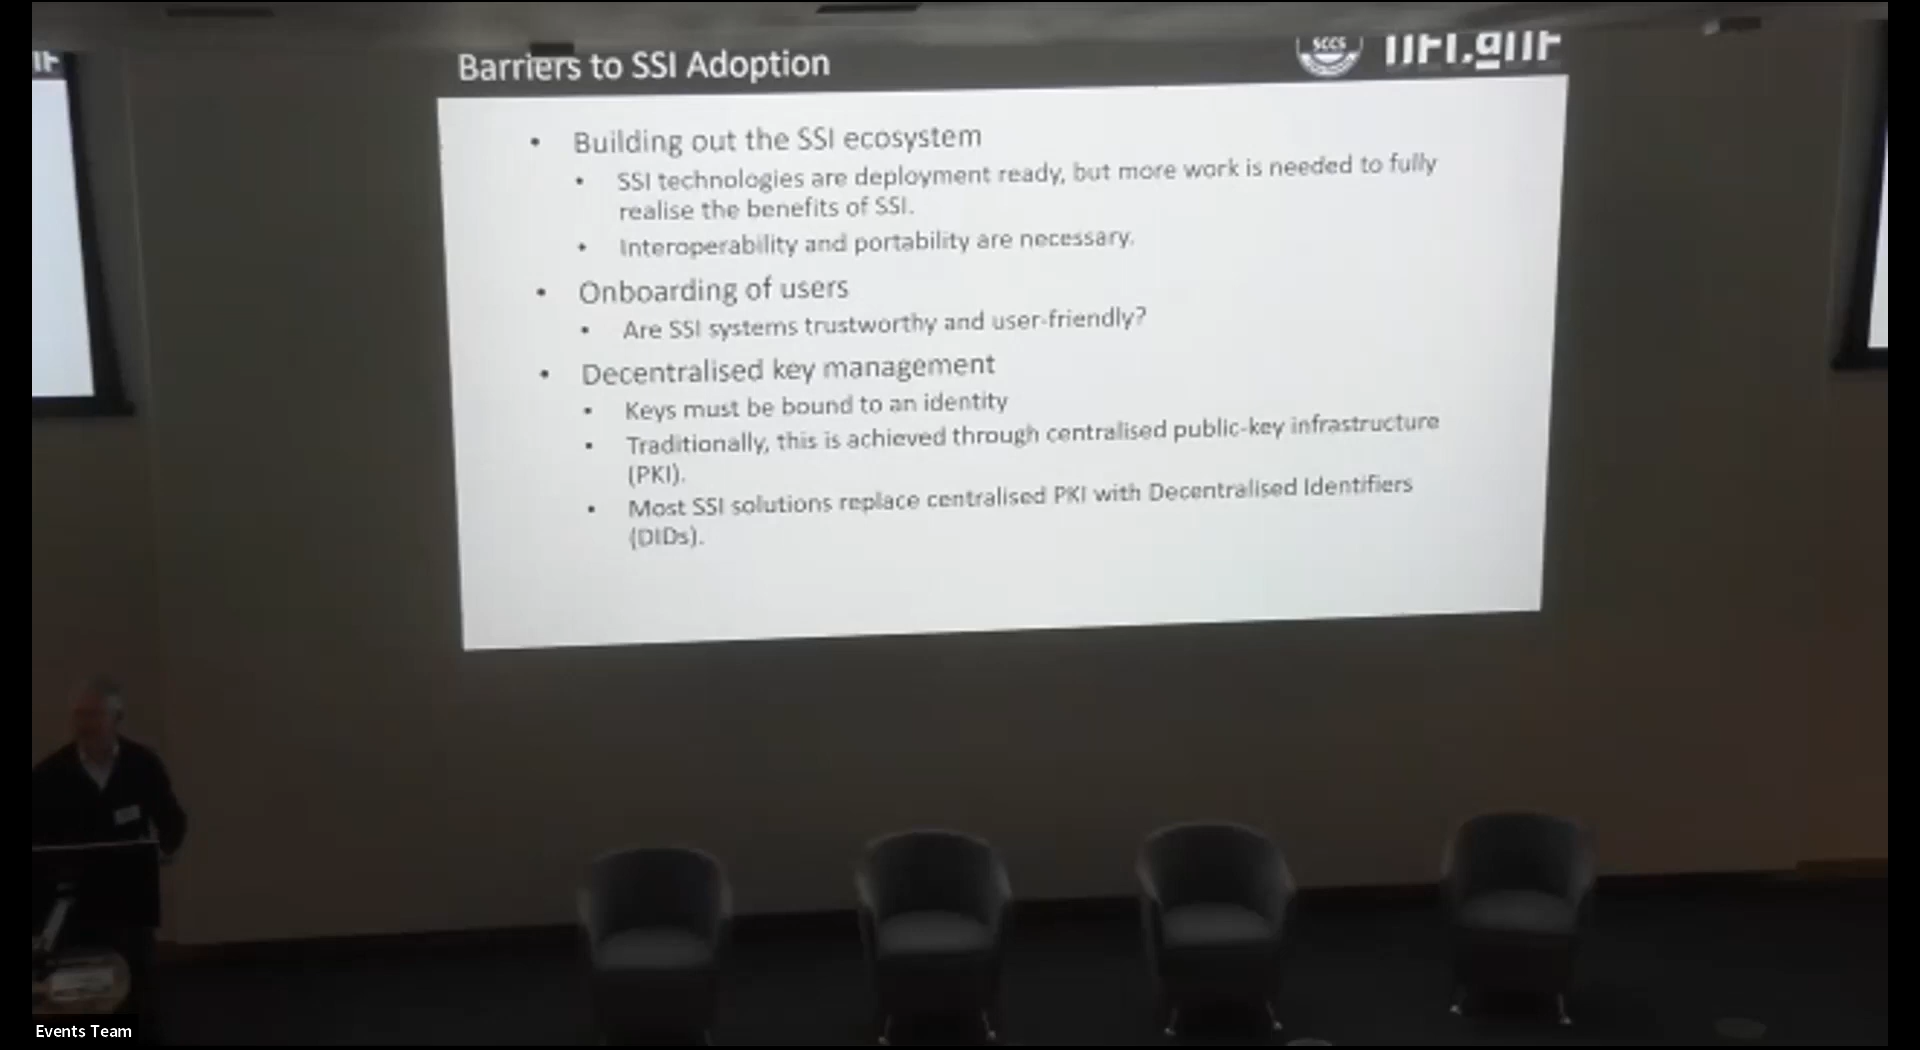 Barriers to SSI Adoption
SCCS
• Building out the SSI ecosystem
• SSI technologies are deployment ready, but more work is needed to fully
realise the benefits of SSI.
• Interoperability and portability are necessary.
• Onboarding of users
• Are SSI systems trustworthy and user-friendly?
• Decentralised key management
• Keys must be bound to an identity
• Traditionally, this is achieved through centralised public-key infrastructure
(PKI).
• Most SSI solutions replace centralised PKI with Decentralised Identifiers
(DIDs).
Events Team